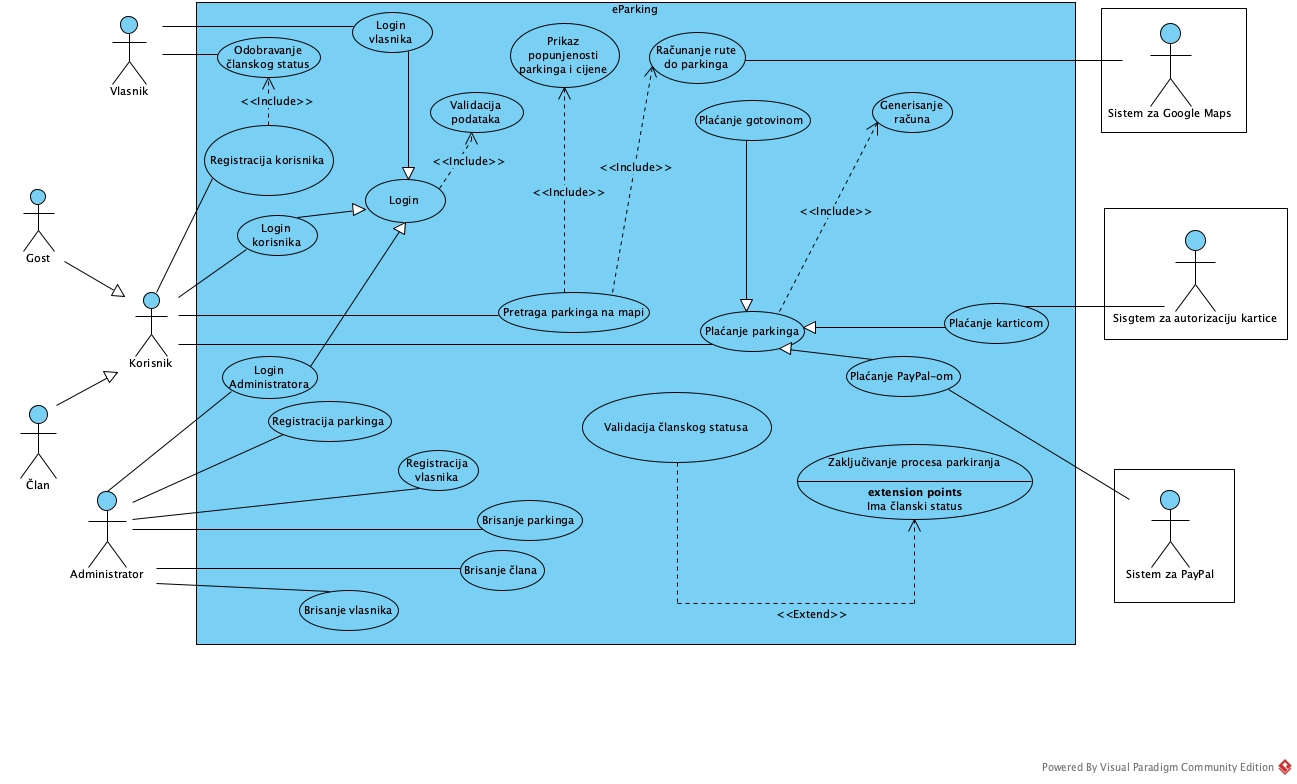 eParking
Login
vlasnika
Odobravanje
članskog status
Prikaz
popunjenosti
parkinga i cijene
Računanje rute
do parkinga
Vlasnik
<<Include>>
Validacija
podataka
Plaćanje gotovinom
Generisanje
računa
Sistem za Google Maps
Registracija korisnika
<<Include>>
<<Include>>
<<Include>>
<<Include>>
Login
Login
korisnika
Gost
Pretraga parkinga na mapi
Plaćanje parkinga
Plaćanje karticom
Sisgtem za autorizaciju kartice
Korisnik
Login
Administratora
Plaćanje PayPal-om
Registracija parkinga
Validacija članskog statusa
Član
Registracija
vlasnika
Zaključivanje procesa parkiranja
extension points
Ima članski status
Brisanje parkinga
Administrator
Brisanje člana
Sistem za PayPal
Brisanje vlasnika
<<Extend>>
Powered By Visual Paradigm Community Edition